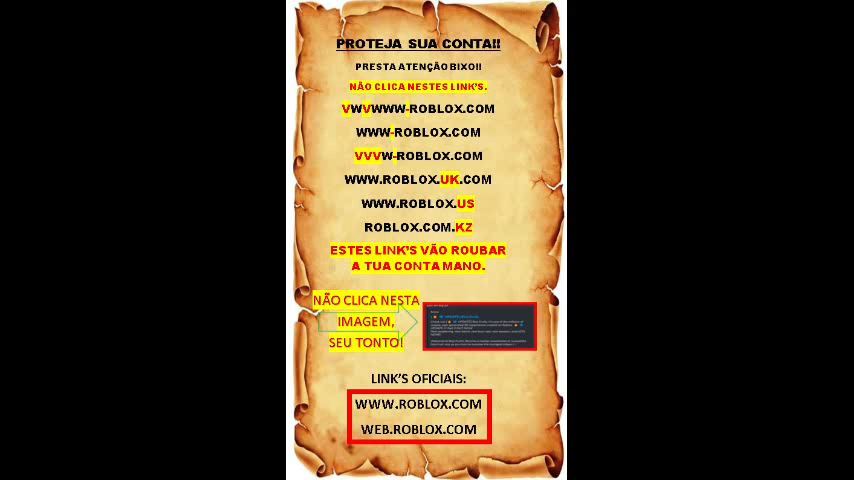 PROTEJA SUA CONTA!!
PRESTA ATENÇÃO BIXO!!
NÃO CLICA NESTES LINK'S.
VWVWWW-ROBLOX.COM
WWW-ROBLOX.COM
VVVW-ROBLOX.COM
WWW.ROBLOX.UK.COM
WWW.ROBLOX.US
ROBLOX.COM.KZ
ESTES LINK'S VÃO ROUBAR
A TUA CONTA MANO.
NÃO CLICA NESTA
IMAGEM,
SEU TONTO!
LINK'S OFICIAIS:
WWW.ROBLOX.COM
WEB.ROBLOX.COM